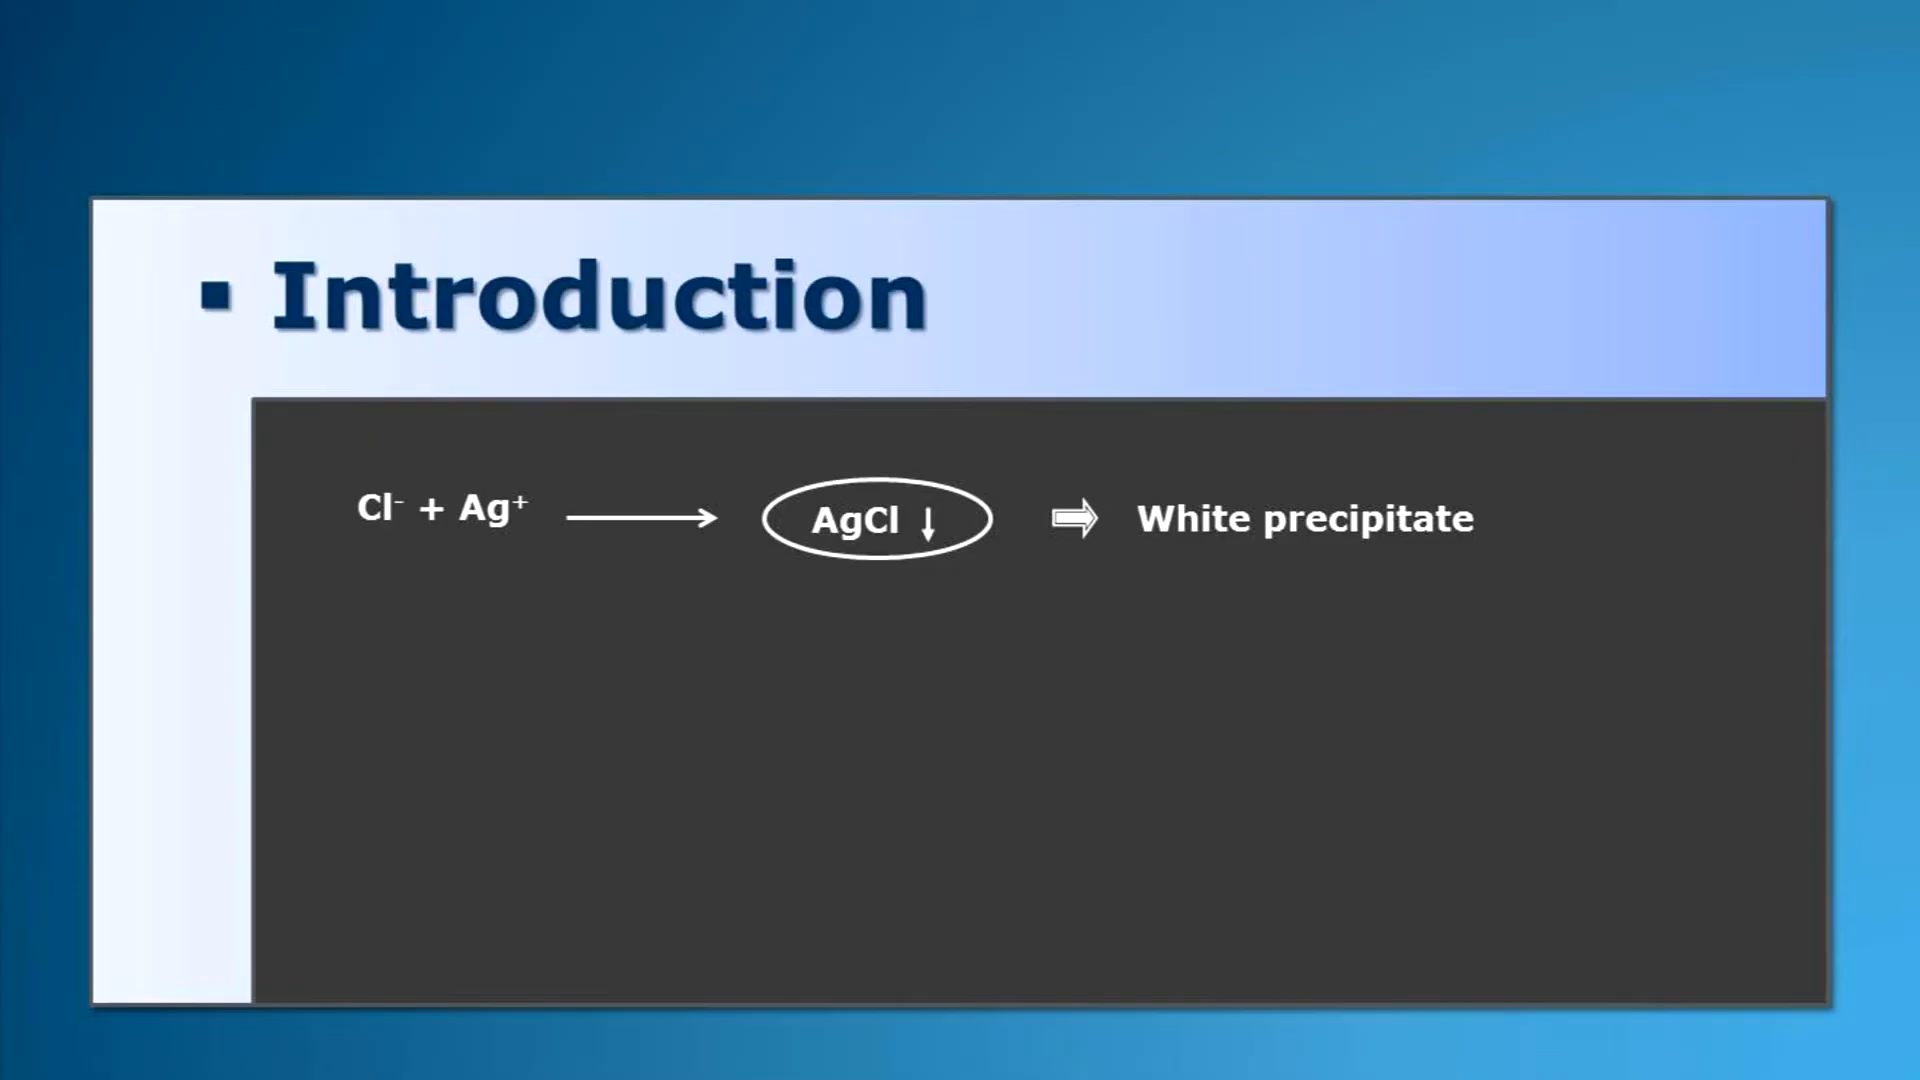 ▪ Introduction
Cl⁻ + Ag⁺ ⟶ AgCl ↓ ⇨ White precipitate